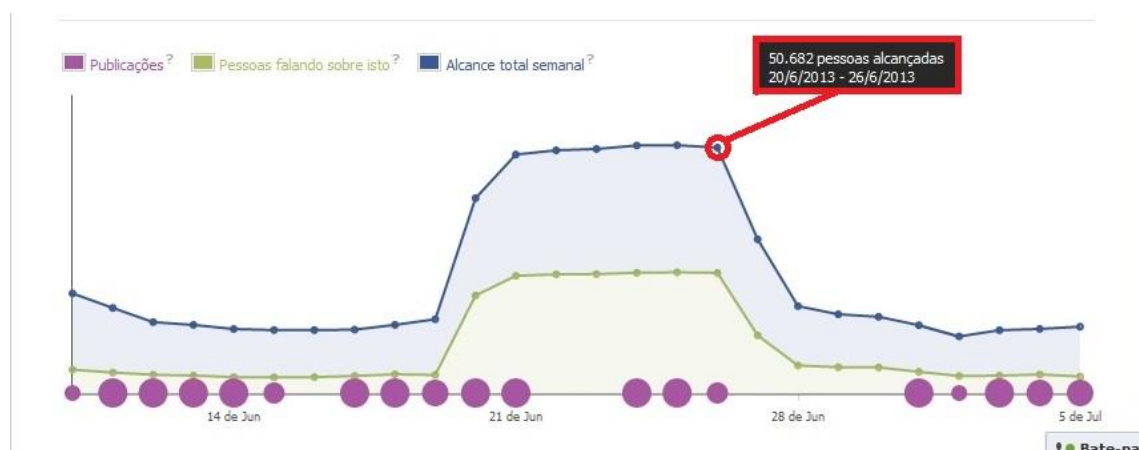 Publicações ? Pessoas falando sobre isto ? Alcance total semanal ?
50.682 pessoas alcançadas
20/6/2013 - 26/6/2013
14 de Jun 21 de Jun 28 de Jun 5 de Jul